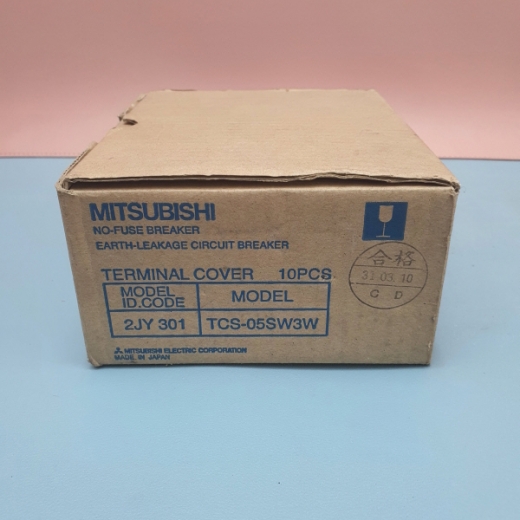 MITSUBISHI
NO-FUSE BREAKER
EARTH-LEAKAGE CIRCUIT BREAKER
TERMINAL COVER 10PCS
MODEL ID.CODE MODEL
2JY 301 TCS-05SW3W
MITSUBISHI ELECTRIC CORPORATION
MADE IN JAPAN
合格
31.03.10
C D